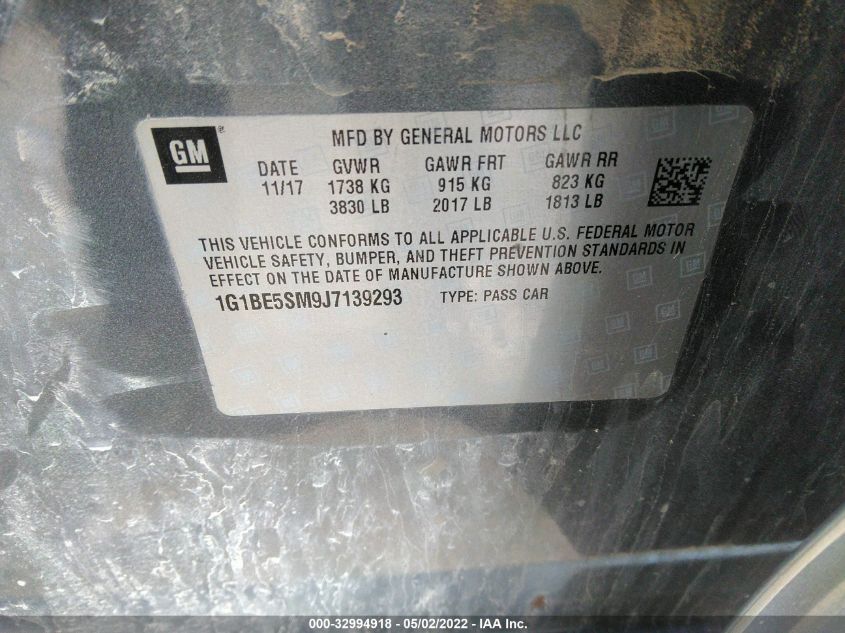 GM
MFD BY GENERAL MOTORS LLC
DATE GVWR GAWR FRT GAWR RR
11/17 1738 KG 915 KG 823 KG
3830 LB 2017 LB 1813 LB
THIS VEHICLE CONFORMS TO ALL APPLICABLE U.S. FEDERAL MOTOR
VEHICLE SAFETY, BUMPER, AND THEFT PREVENTION STANDARDS IN
EFFECT ON THE DATE OF MANUFACTURE SHOWN ABOVE.
1G1BE5SM9J7139293 TYPE: PASS CAR
000-32994918 - 05/02/2022 - IAA Inc.